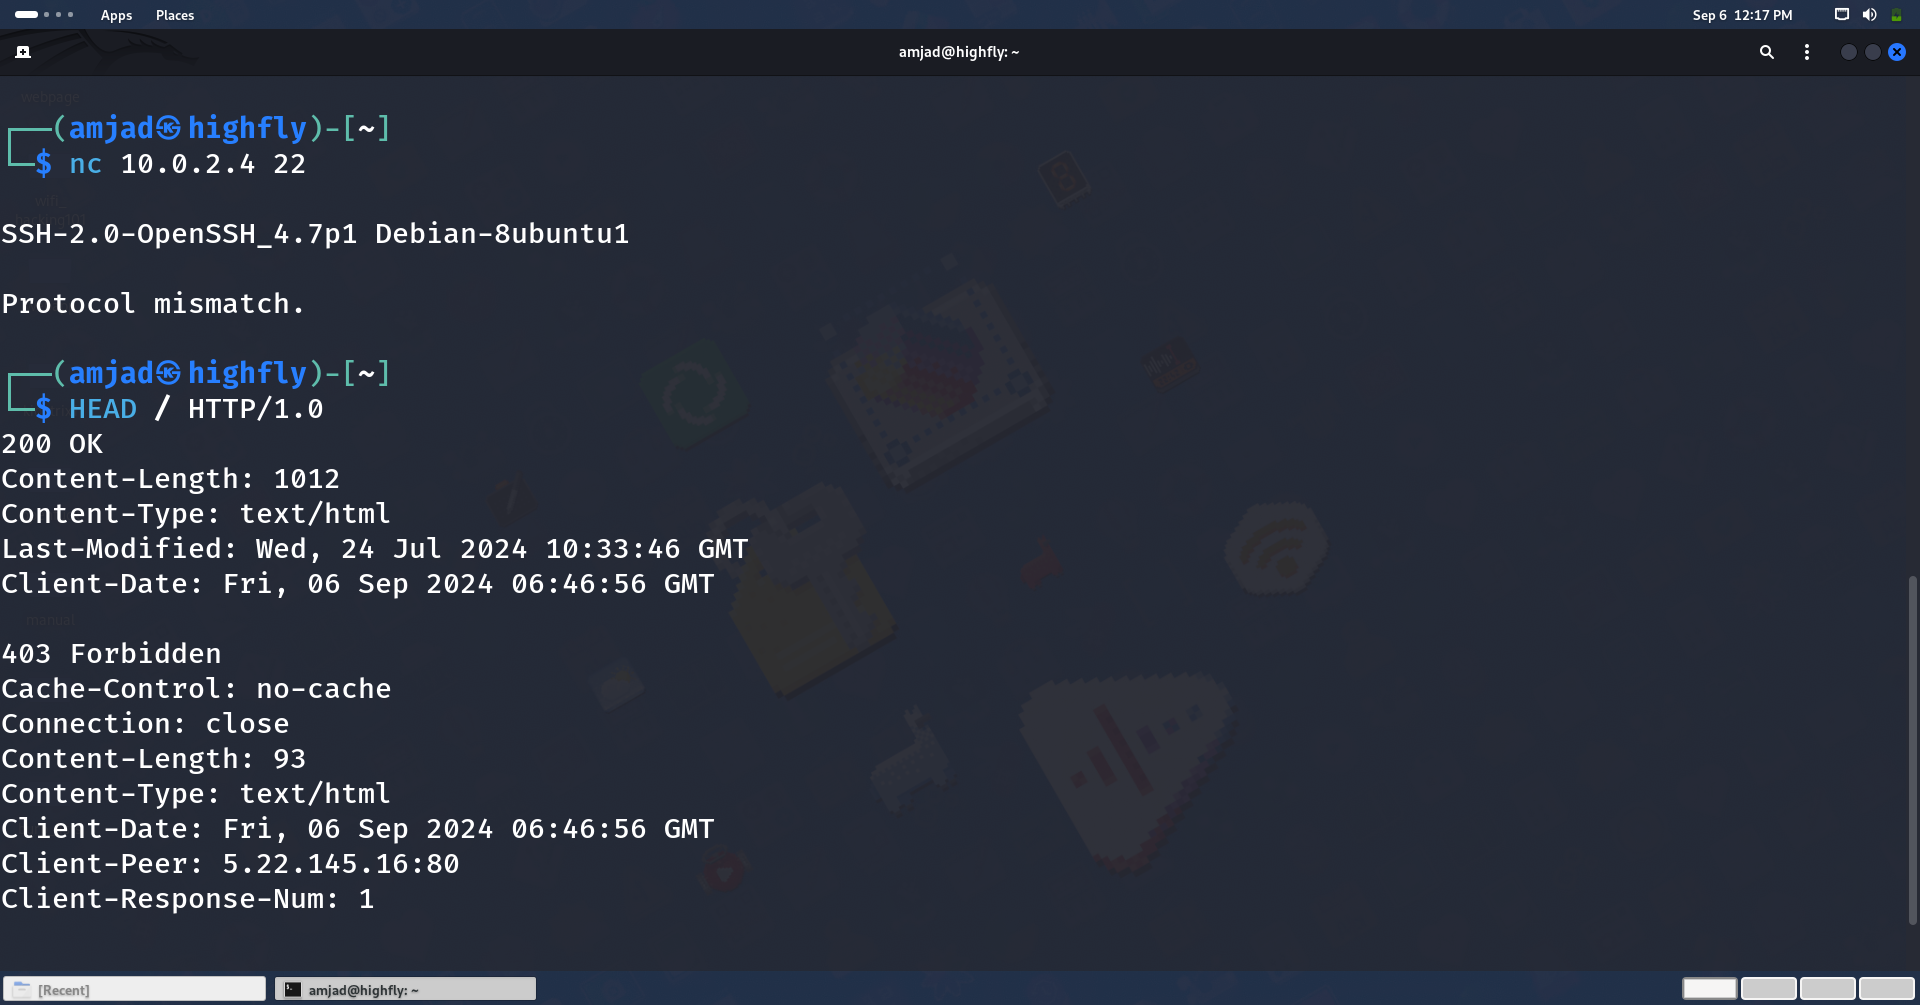 Apps Places
Sep 6 12:17 PM
amjad@highfly: ~
webpage
(amjad㉿highfly)-[~]
$ nc 10.0.2.4 22
wifi_
hacking101
SSH-2.0-OpenSSH_4.7p1 Debian-8ubuntu1
Protocol mismatch.
(amjad㉿highfly)-[~]
$ HEAD / HTTP/1.0
200 OK
Content-Length: 1012
Content-Type: text/html
Last-Modified: Wed, 24 Jul 2024 10:33:46 GMT
Client-Date: Fri, 06 Sep 2024 06:46:56 GMT
manual
403 Forbidden
Cache-Control: no-cache
Connection: close
Content-Length: 93
Content-Type: text/html
Client-Date: Fri, 06 Sep 2024 06:46:56 GMT
Client-Peer: 5.22.145.16:80
Client-Response-Num: 1
[Recent]
amjad@highfly: ~